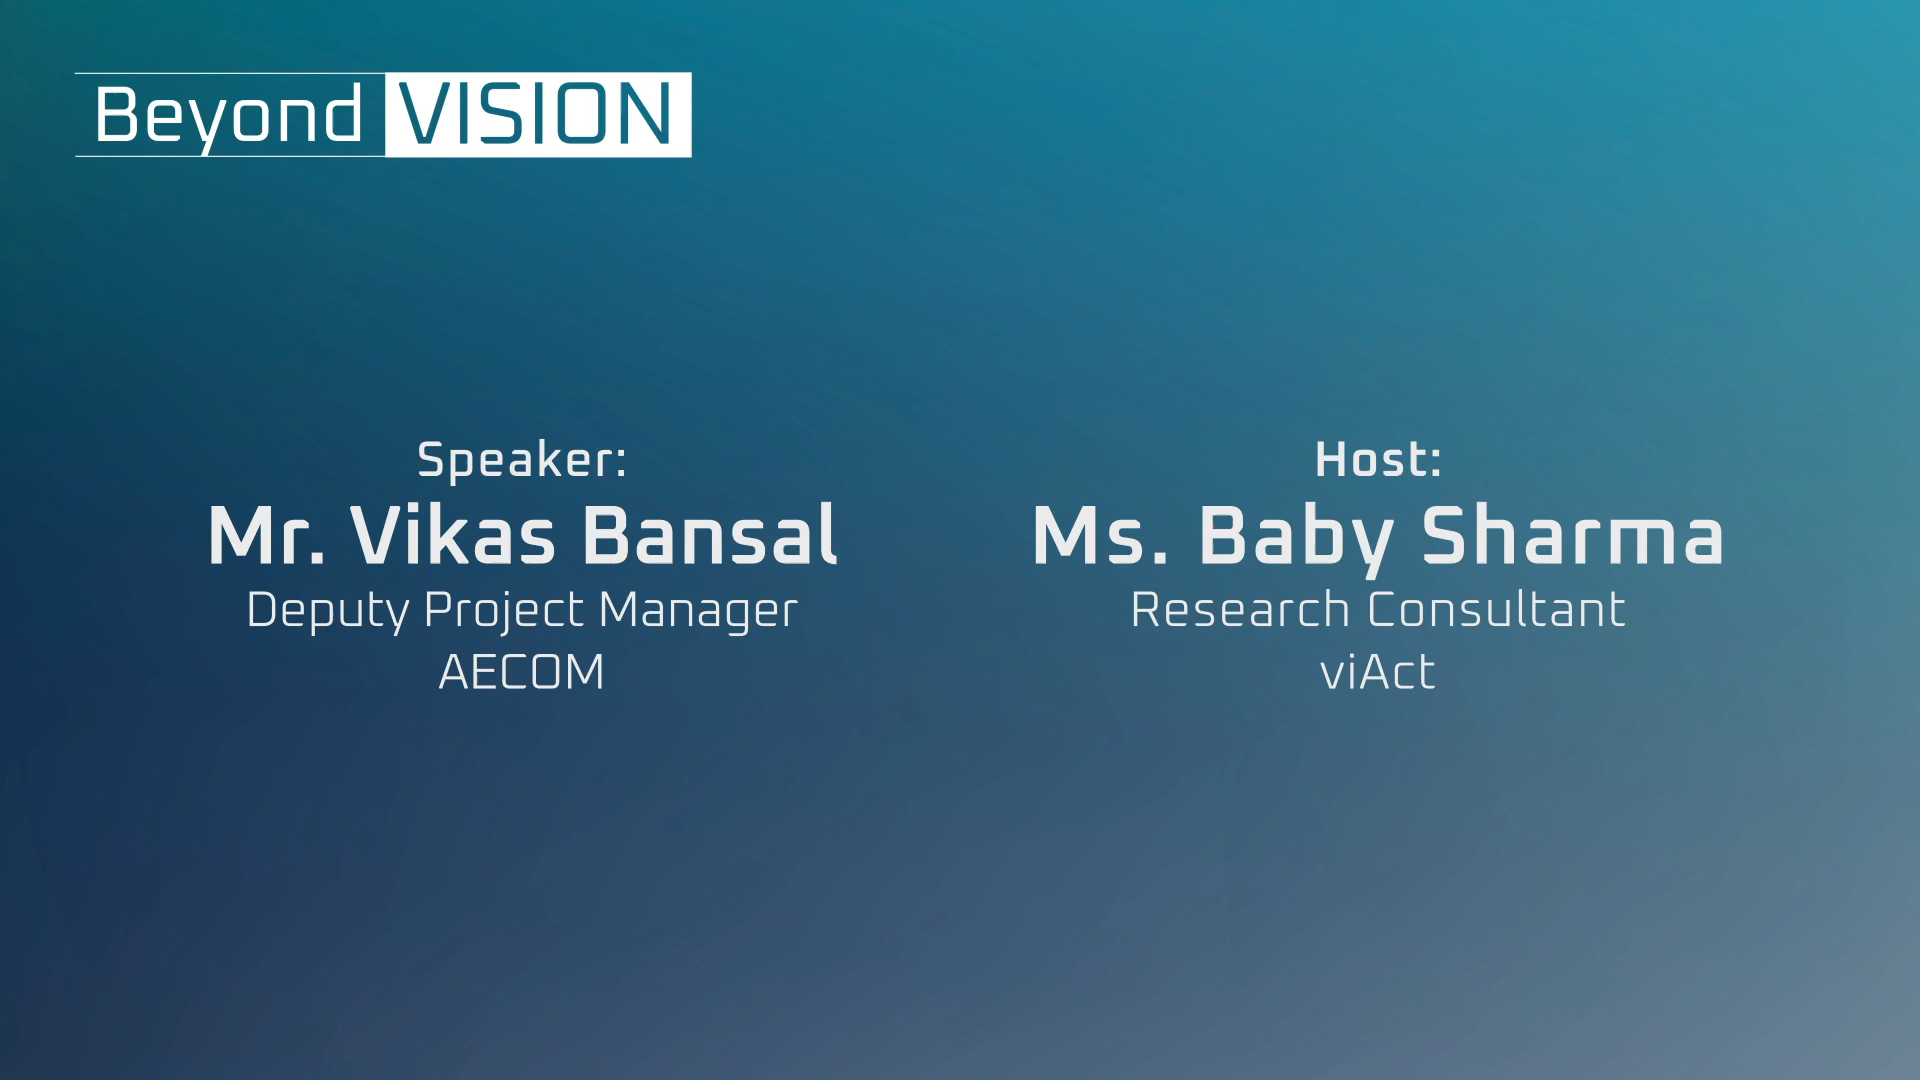 Beyond VISION
Speaker:
Mr. Vikas Bansal
Deputy Project Manager
AECOM
Host:
Ms. Baby Sharma
Research Consultant
viAct